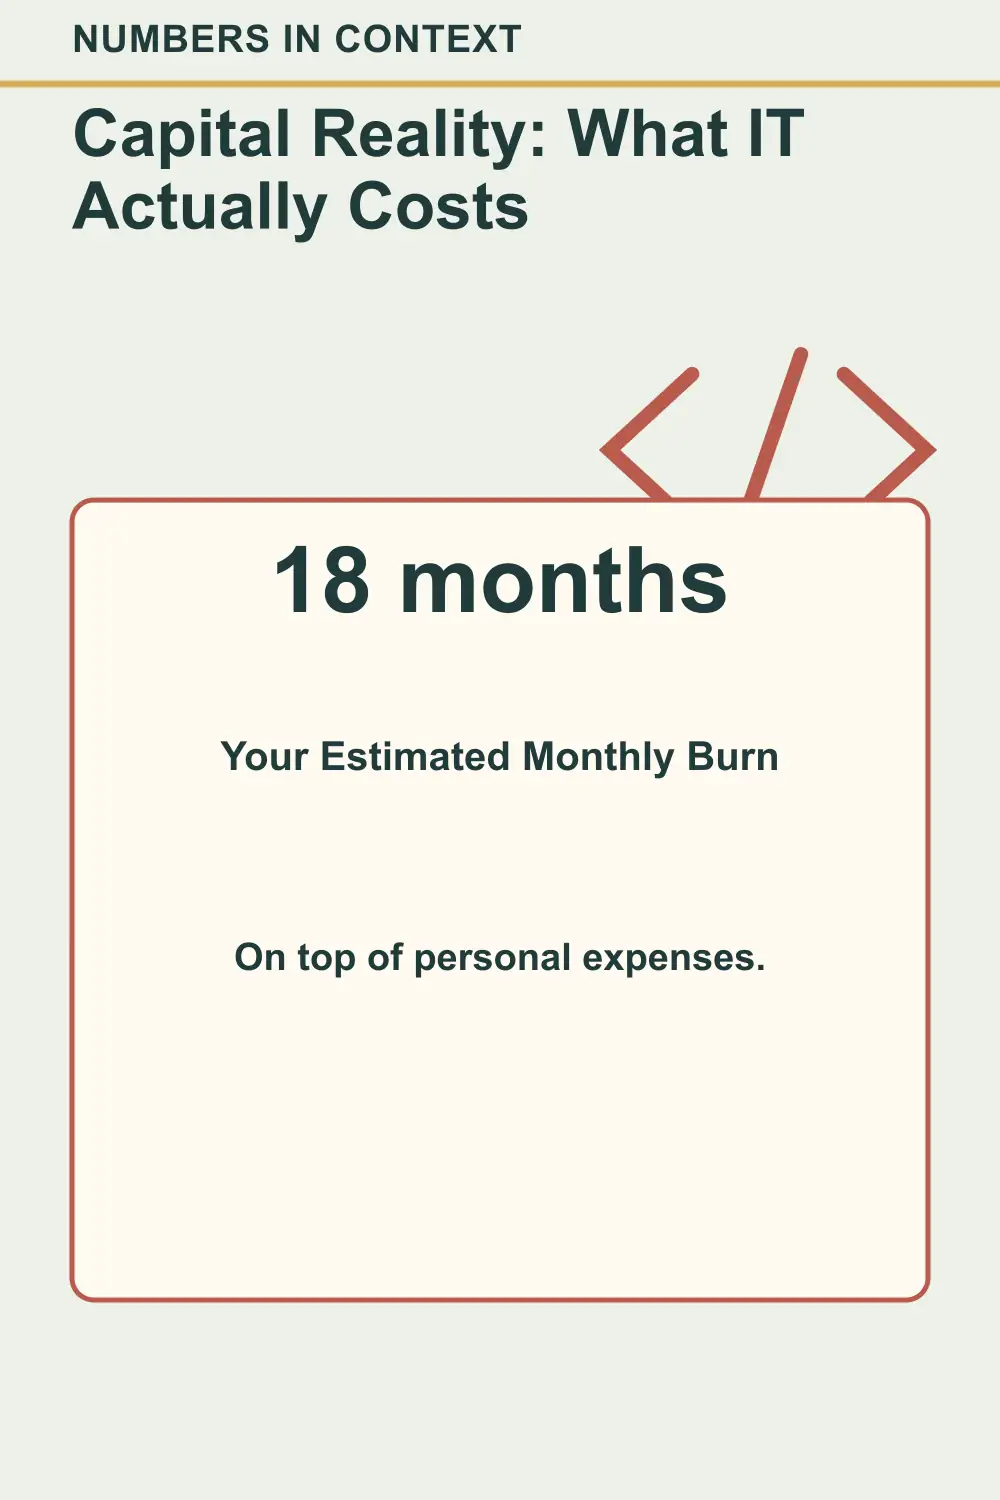 NUMBERS IN CONTEXT
Capital Reality: What IT
Actually Costs
18 months
Your Estimated Monthly Burn
On top of personal expenses.